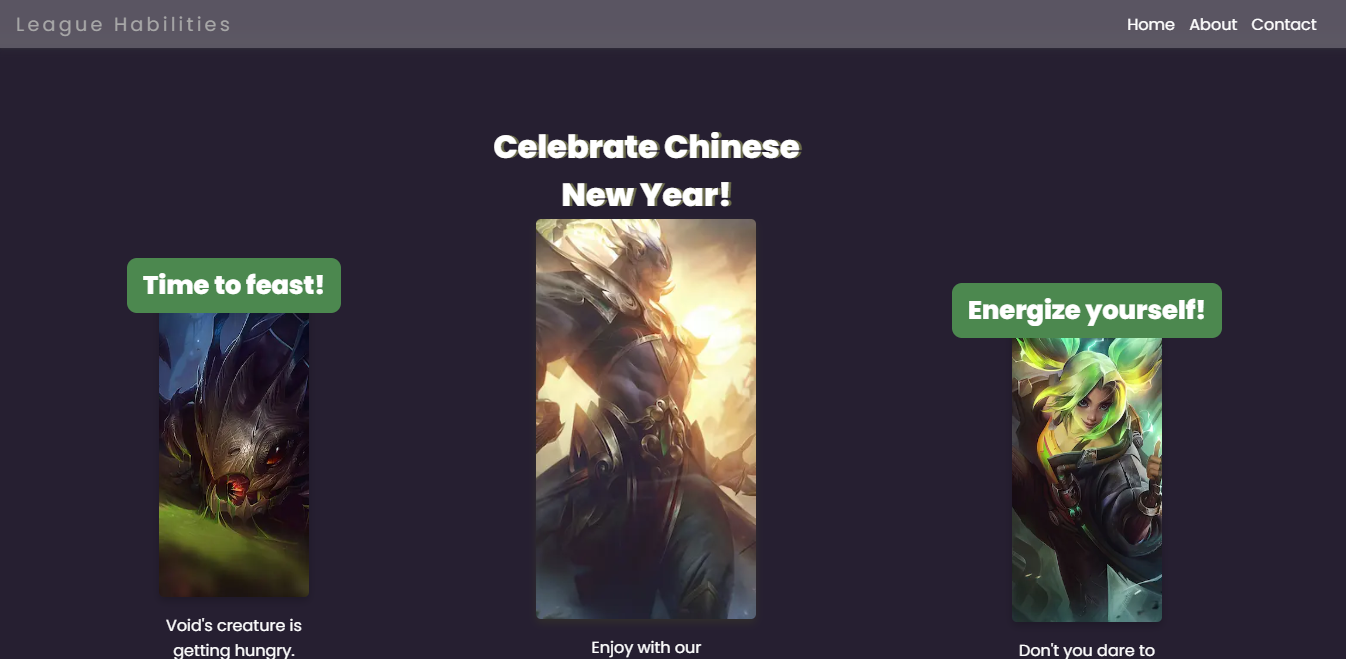 League Habilities
Home About Contact
Celebrate Chinese
New Year!
Time to feast!
Energize yourself!
Void's creature is
getting hungry.
Enjoy with our
Don't you dare to